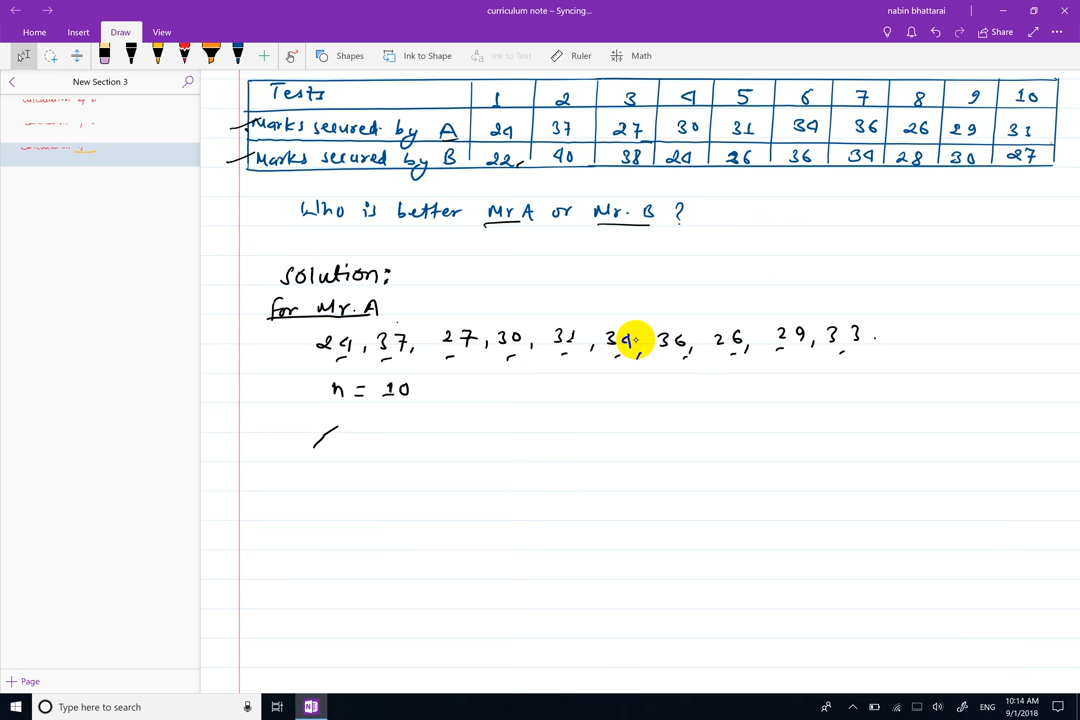 curriculum note – Syncing...
nabin bhattarai
Home Insert Draw View
Share
Shapes Ink to Shape Ink to Text Ruler Math
New Section 3
Tests 1 2 3 4 5 6 7 8 9 10
Marks secured by A 24 37 27 30 31 34 36 26 29 33
Marks secured by B 22 40 38 24 26 36 34 28 30 27
Who is better Mr A or Mr. B ?
Solution:
for Mr. A
24, 37, 27, 30, 31, 34, 36, 26, 29, 33.
n = 10
Page
Type here to search
ENG
10:14 AM
9/1/2018